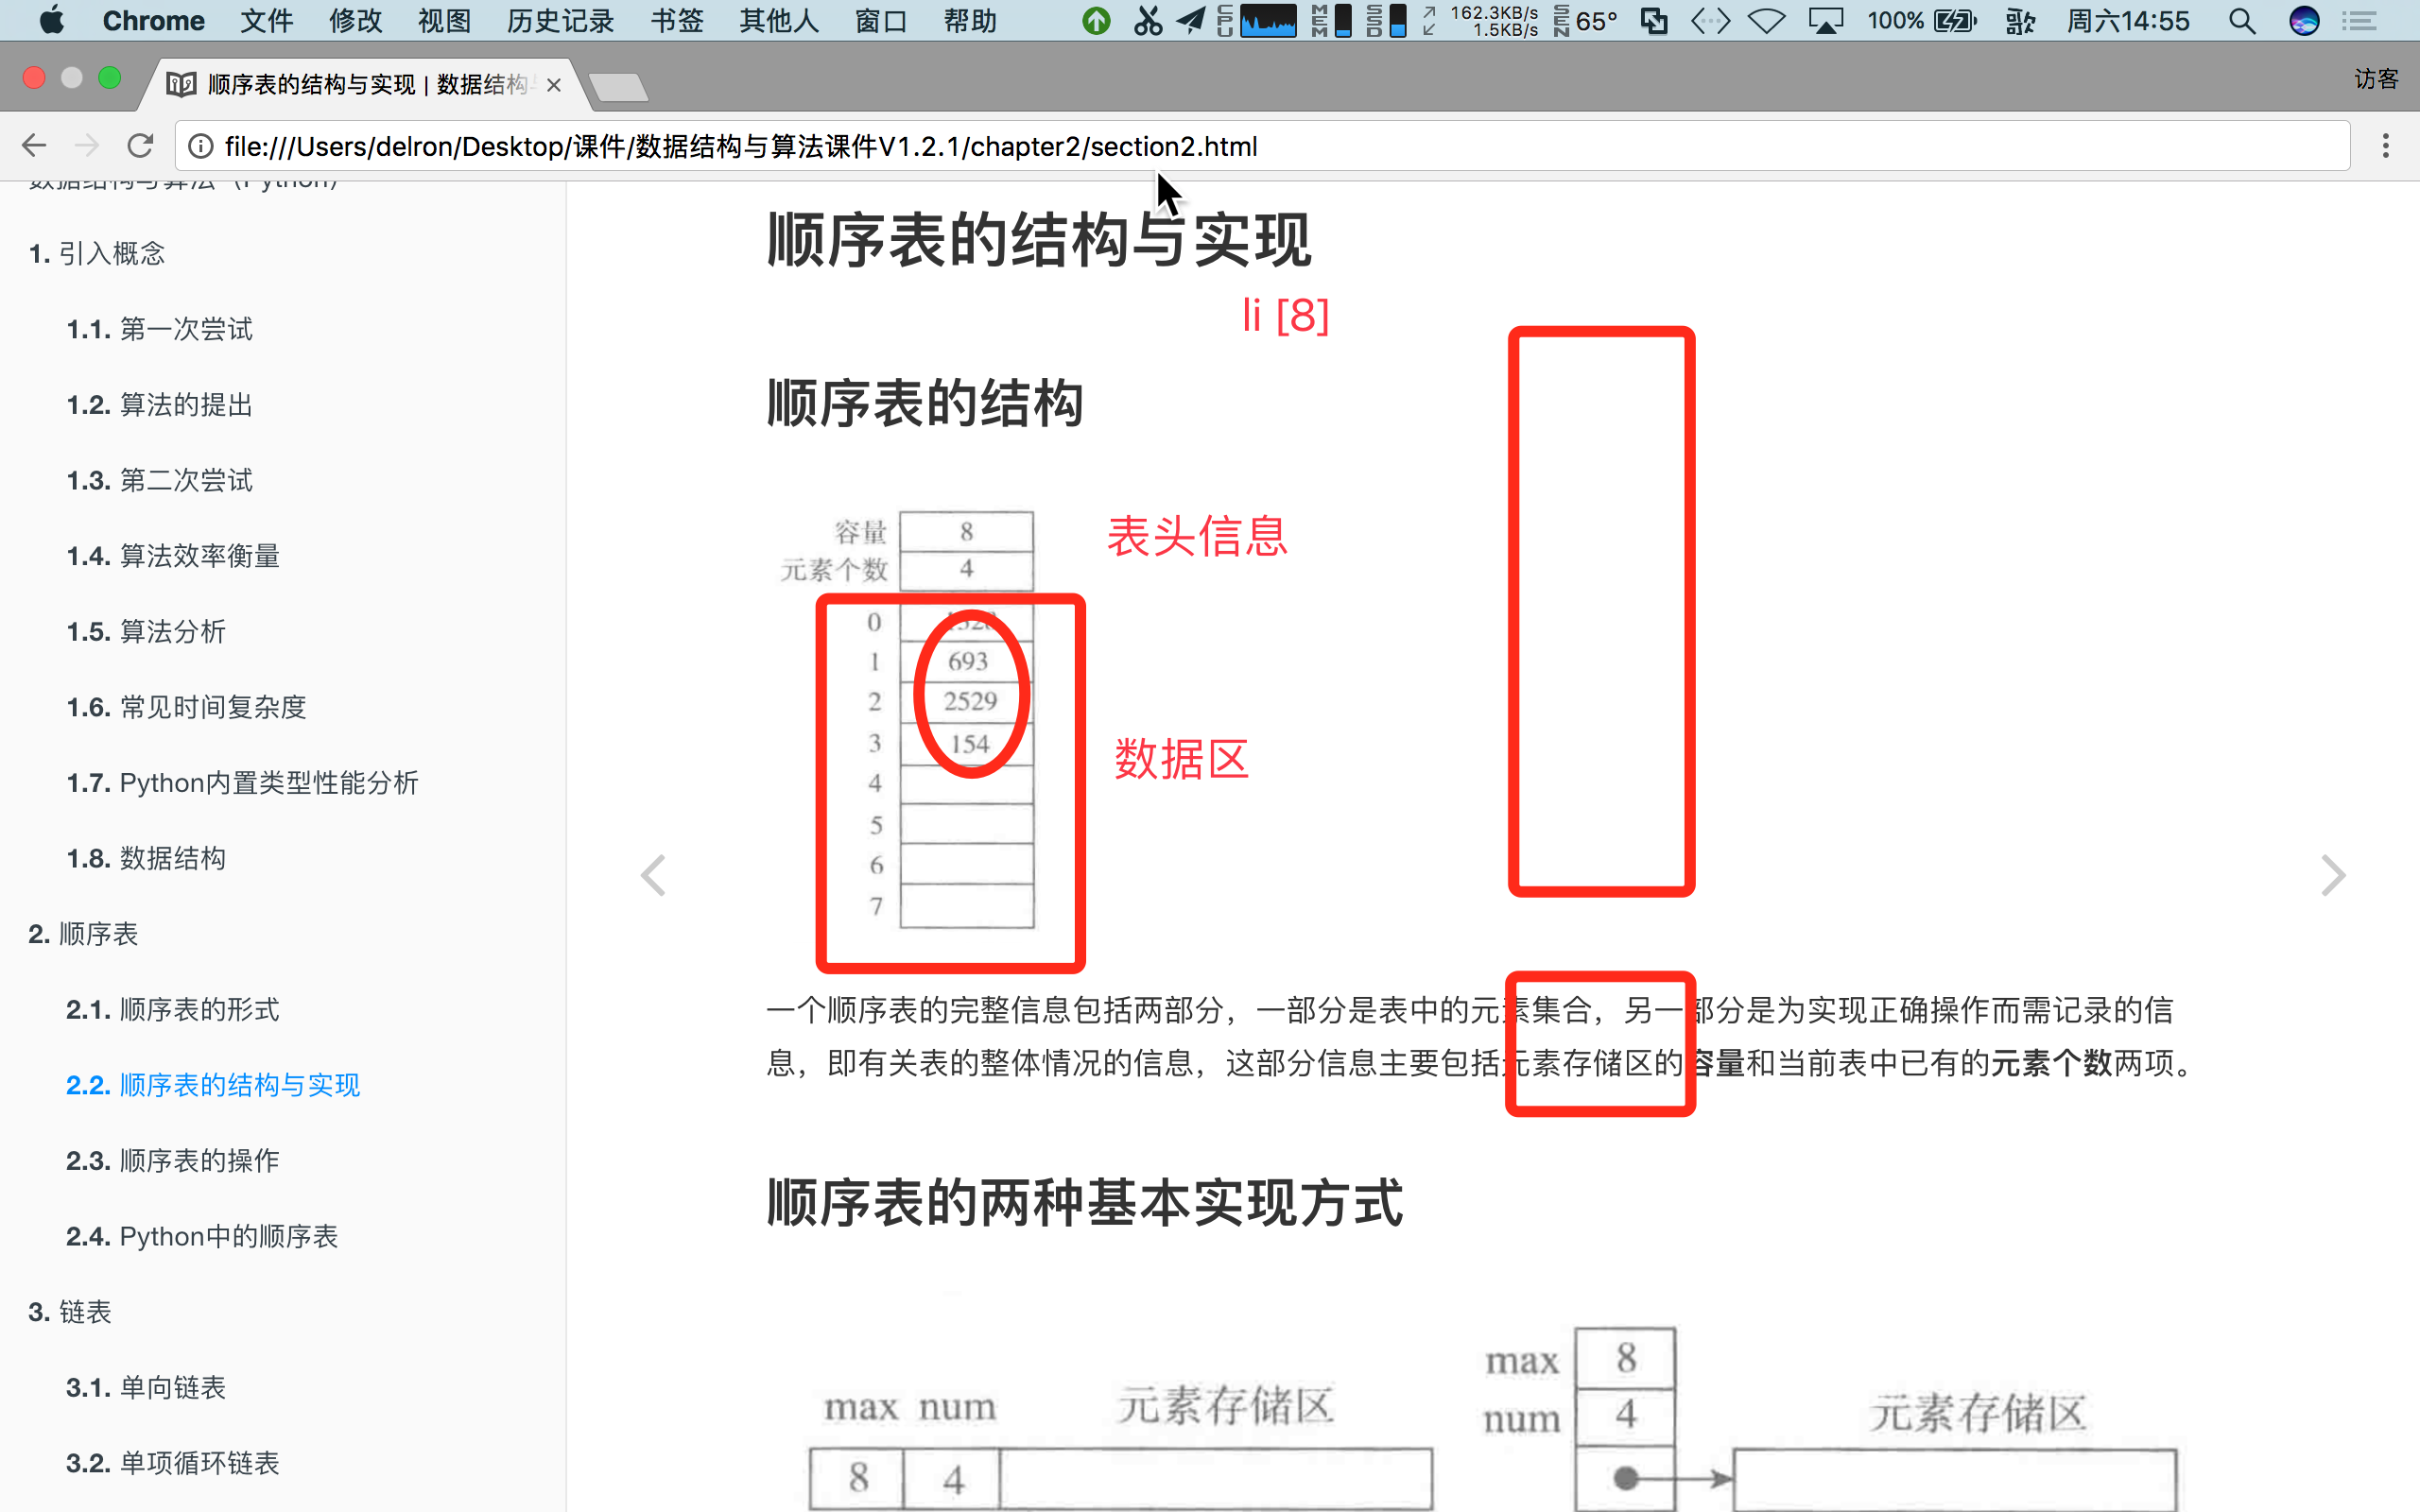 Chrome 文件 修改 视图 历史记录 书签 其他人 窗口 帮助 CPU MEM SSD 162.3KB/s 1.5KB/s SEN 65° 100% 歌 周六14:55
顺序表的结构与实现 | 数据结构
访客
file:///Users/delron/Desktop/课件/数据结构与算法课件V1.2.1/chapter2/section2.html
数据结构与算法 (Python)
1. 引入概念
1.1. 第一次尝试
1.2. 算法的提出
1.3. 第二次尝试
1.4. 算法效率衡量
1.5. 算法分析
1.6. 常见时间复杂度
1.7. Python内置类型性能分析
1.8. 数据结构
2. 顺序表
2.1. 顺序表的形式
2.2. 顺序表的结构与实现
2.3. 顺序表的操作
2.4. Python中的顺序表
3. 链表
3.1. 单向链表
3.2. 单项循环链表
顺序表的结构与实现
li [8]
顺序表的结构
容量 8
元素个数 4
表头信息
0
1 693
2 2529
3 154
4
5
6
7
数据区
一个顺序表的完整信息包括两部分，一部分是表中的元素集合，另一部分是为实现正确操作而需记录的信
息，即有关表的整体情况的信息，这部分信息主要包括元素存储区的容量和当前表中已有的元素个数两项。
顺序表的两种基本实现方式
max num 元素存储区
8 4
max 8
num 4
元素存储区